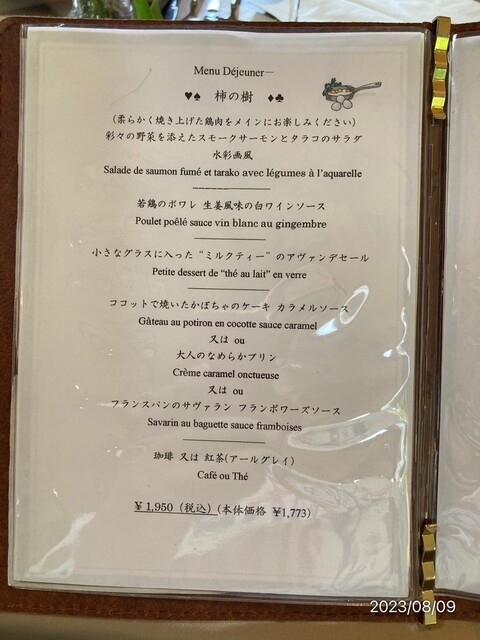 Menu Déjeuner—
♥♠ 柿の樹 ♦♣
(柔らかく焼き上げた鶏肉をメインにお楽しみください)
彩々の野菜を添えたスモークサーモンとタラコのサラダ
水彩画風
Salade de saumon fumé et tarako avec légumes à l'aquarelle
若鶏のポワレ 生姜風味の白ワインソース
Poulet poêlé sauce vin blanc au gingembre
小さなグラスに入った "ミルクティー" のアヴァンデセール
Petite dessert de "thé au lait" en verre
ココットで焼いたかぼちゃのケーキ カラメルソース
Gâteau au potiron en cocotte sauce caramel
又は ou
大人のなめらかプリン
Crème caramel onctueuse
又は ou
フランスパンのサヴァラン フランボワーズソース
Savarin au baguette sauce framboises
珈琲 又は 紅茶(アールグレイ)
Café ou Thé
¥1,950 (税込) (本体価格 ¥1,773)
2023/08/09